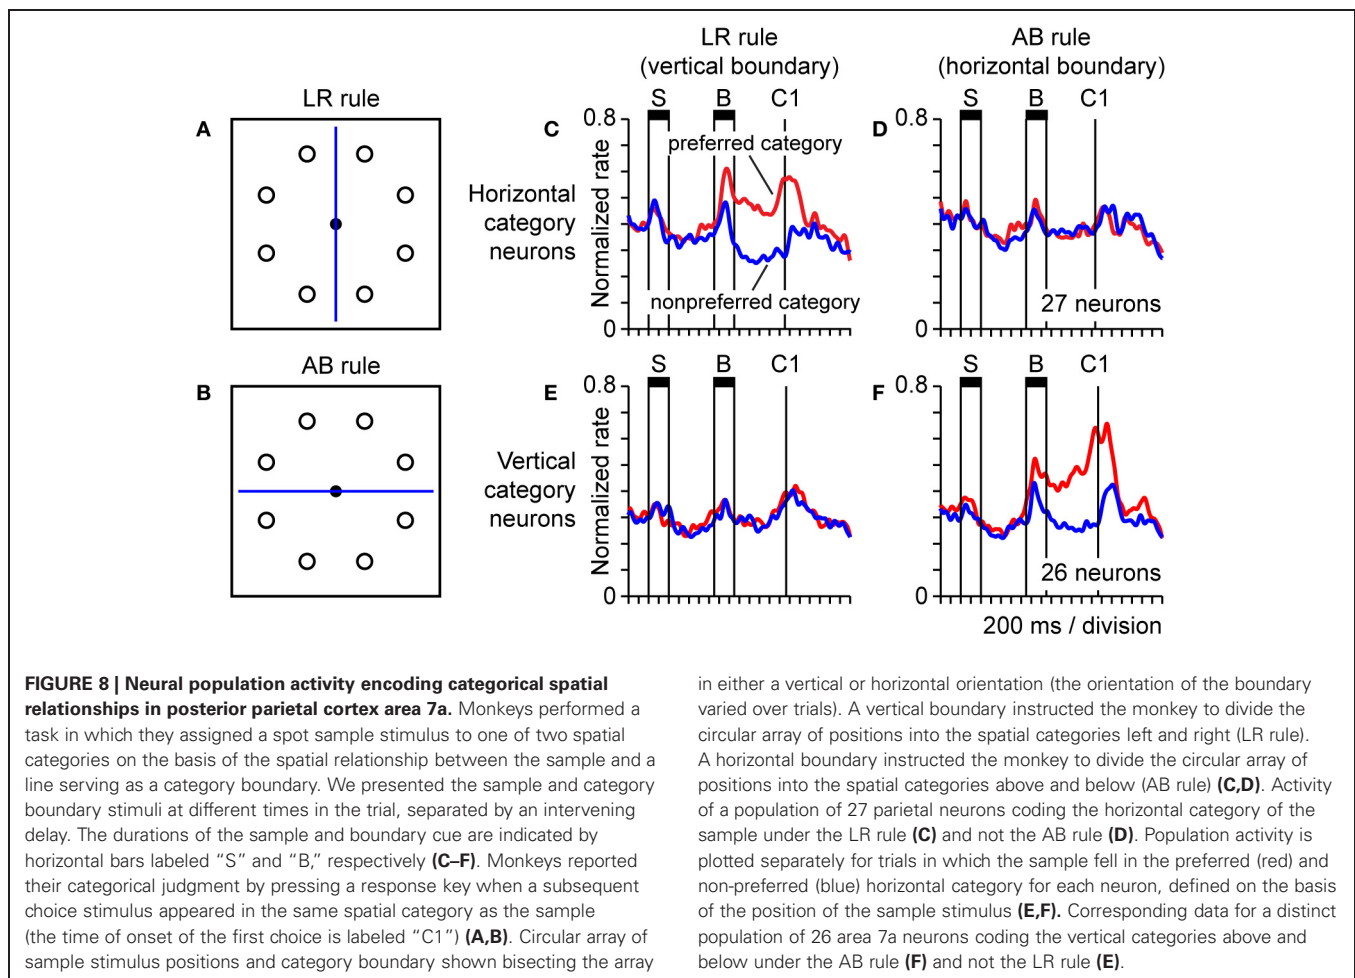 LR rule
(vertical boundary)
AB rule
(horizontal boundary)
LR rule
A
C
0.8
S
B
C1
preferred category
nonpreferred category
Normalized rate
0
Horizontal
category
neurons
D
0.8
S
B
C1
27 neurons
0
AB rule
B
E
0.8
S
B
C1
Normalized rate
0
Vertical
category
neurons
F
0.8
S
B
C1
26 neurons
0
200 ms / division
FIGURE 8 | Neural population activity encoding categorical spatial
relationships in posterior parietal cortex area 7a. Monkeys performed a
task in which they assigned a spot sample stimulus to one of two spatial
categories on the basis of the spatial relationship between the sample and a
line serving as a category boundary. We presented the sample and category
boundary stimuli at different times in the trial, separated by an intervening
delay. The durations of the sample and boundary cue are indicated by
horizontal bars labeled “S” and “B,” respectively (C–F). Monkeys reported
their categorical judgment by pressing a response key when a subsequent
choice stimulus appeared in the same spatial category as the sample
(the time of onset of the first choice is labeled “C1”) (A,B). Circular array of
sample stimulus positions and category boundary shown bisecting the array
in either a vertical or horizontal orientation (the orientation of the boundary
varied over trials). A vertical boundary instructed the monkey to divide the
circular array of positions into the spatial categories left and right (LR rule).
A horizontal boundary instructed the monkey to divide the circular array of
positions into the spatial categories above and below (AB rule) (C,D). Activity
of a population of 27 parietal neurons coding the horizontal category of the
sample under the LR rule (C) and not the AB rule (D). Population activity is
plotted separately for trials in which the sample fell in the preferred (red) and
non-preferred (blue) horizontal category for each neuron, defined on the basis
of the position of the sample stimulus (E,F). Corresponding data for a distinct
population of 26 area 7a neurons coding the vertical categories above and
below under the AB rule (F) and not the LR rule (E).